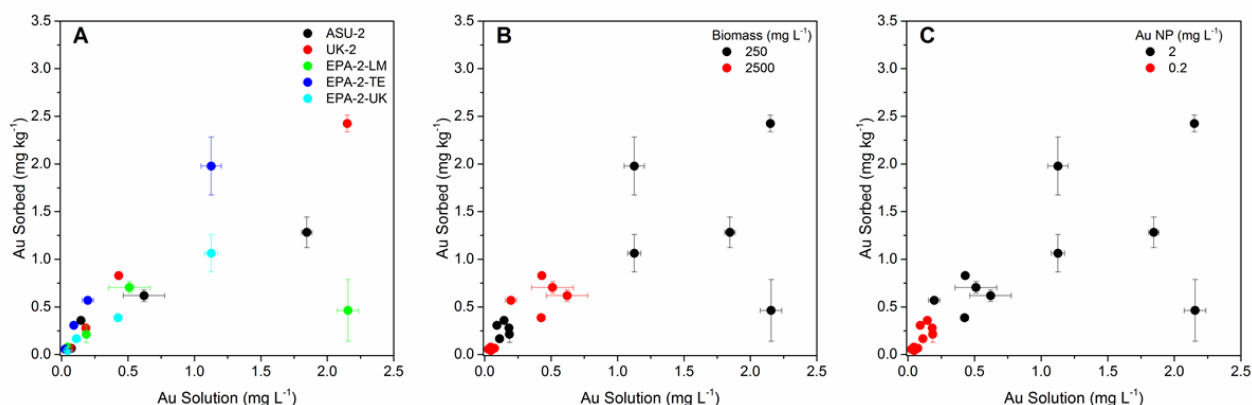 A
ASU-2
UK-2
EPA-2-LM
EPA-2-TE
EPA-2-UK
3.5
3.0
2.5
2.0
1.5
1.0
0.5
0.0
Au Sorbed (mg kg⁻¹)
0.0 0.5 1.0 1.5 2.0 2.5
Au Solution (mg L⁻¹)
B
Biomass (mg L⁻¹)
250
2500
3.5
3.0
2.5
2.0
1.5
1.0
0.5
0.0
Au Sorbed (mg kg⁻¹)
0.0 0.5 1.0 1.5 2.0 2.5
Au Solution (mg L⁻¹)
C
Au NP (mg L⁻¹)
2
0.2
3.5
3.0
2.5
2.0
1.5
1.0
0.5
0.0
Au Sorbed (mg kg⁻¹)
0.0 0.5 1.0 1.5 2.0 2.5
Au Solution (mg L⁻¹)